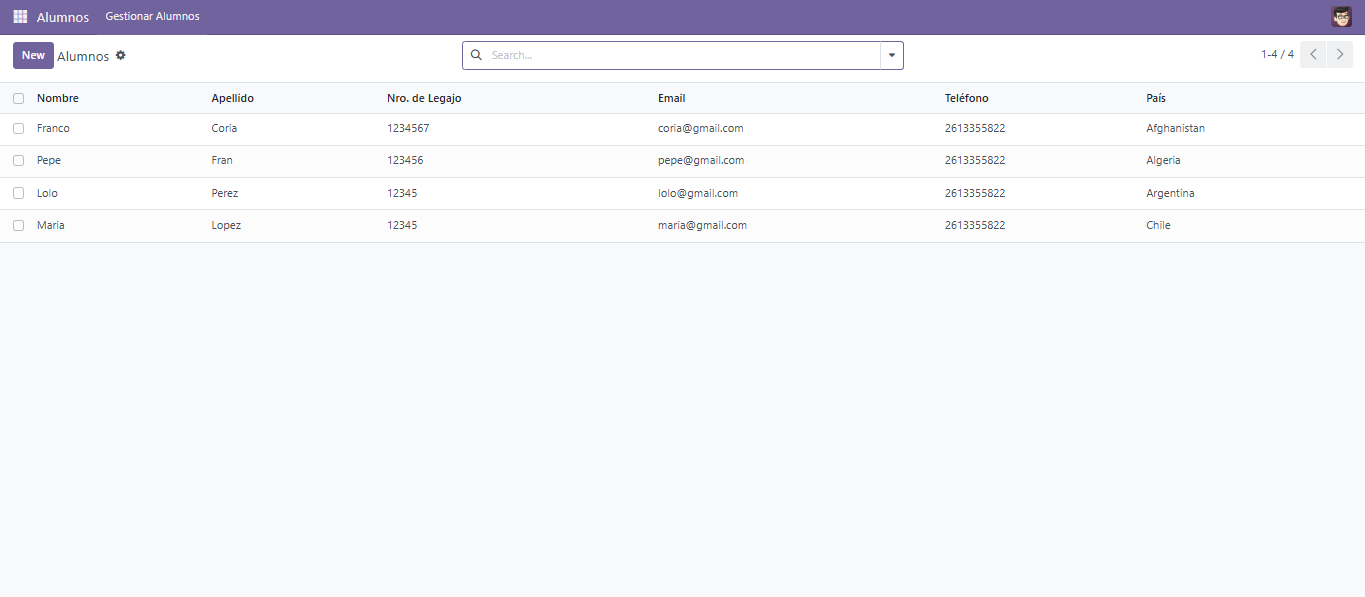 Alumnos Gestionar Alumnos
New Alumnos Search... 1-4 / 4
Nombre Apellido Nro. de Legajo Email Teléfono País
Franco Coria 1234567 coria@gmail.com 2613355822 Afghanistan
Pepe Fran 123456 pepe@gmail.com 2613355822 Algeria
Lolo Perez 12345 lolo@gmail.com 2613355822 Argentina
Maria Lopez 12345 maria@gmail.com 2613355822 Chile